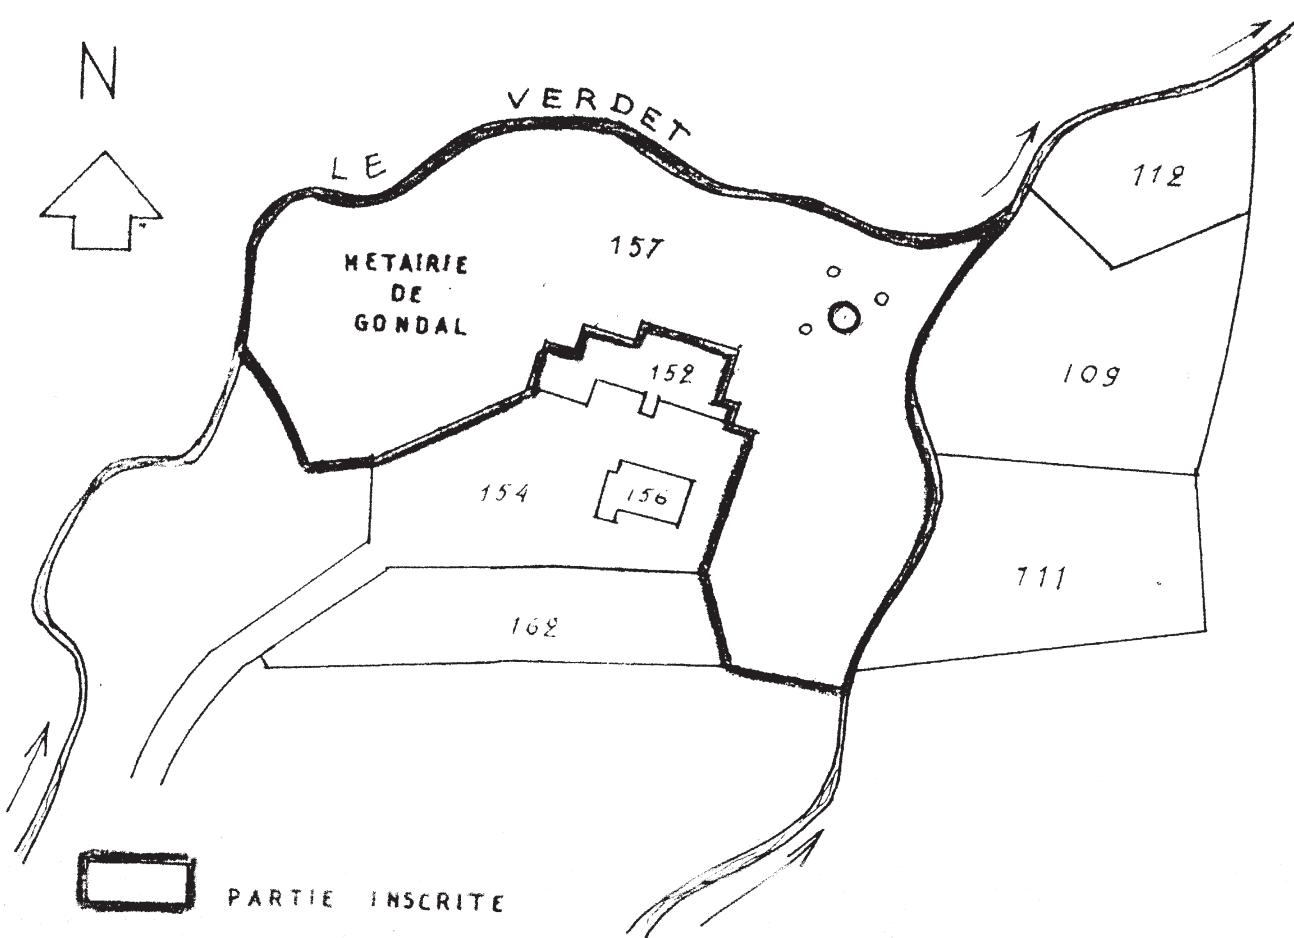 N
LE VERDET
112
157
METAIRIE
DE
GONDAL
152
109
154
156
111
162
PARTIE INSCRITE